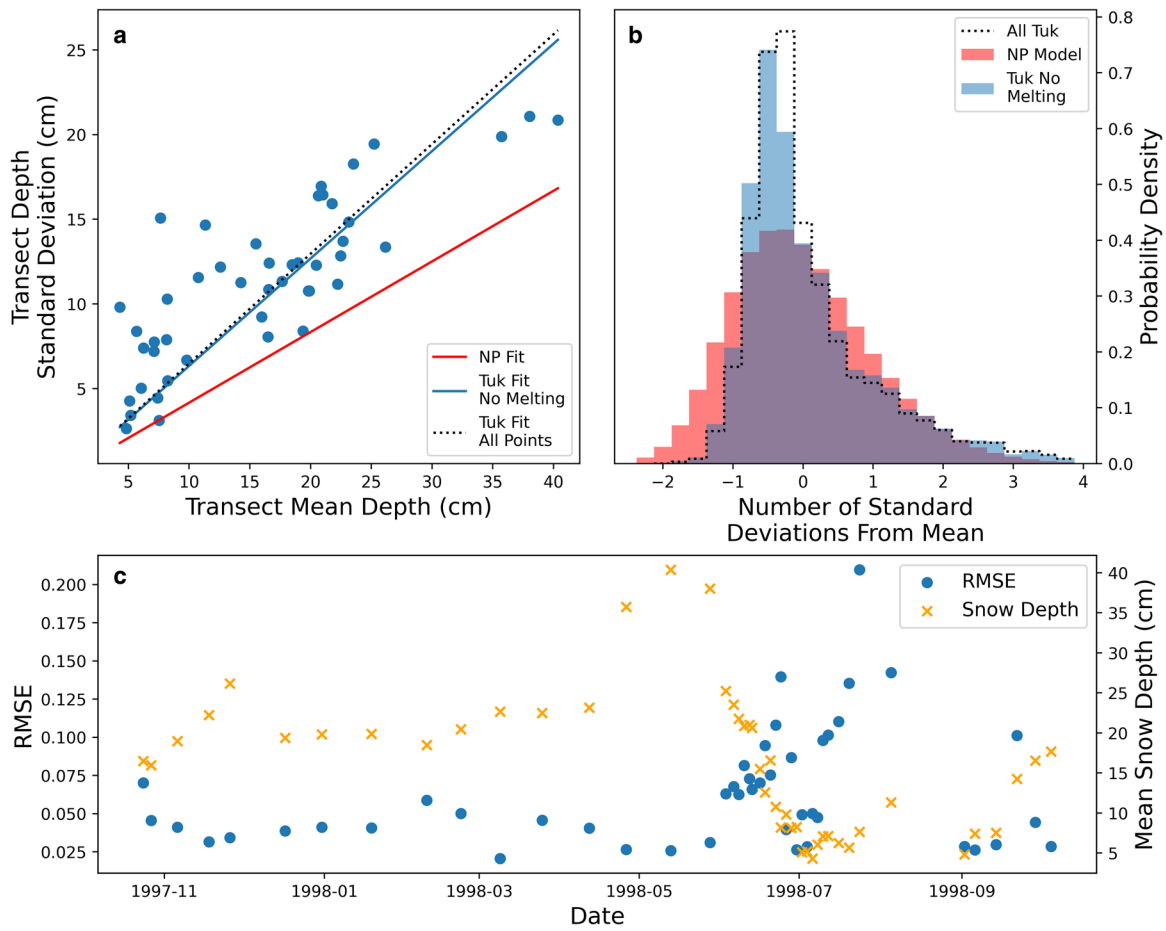 a
Transect Depth
Standard Deviation (cm)
25
20
15
10
5
NP Fit
Tuk Fit
No Melting
Tuk Fit
All Points
5 10 15 20 25 30 35 40
Transect Mean Depth (cm)
b
All Tuk
NP Model
Tuk No
Melting
0.8
0.7
0.6
0.5
0.4
0.3
0.2
0.1
0.0
Probability Density
−2 −1 0 1 2 3 4
Number of Standard
Deviations From Mean
c
RMSE
0.200
0.175
0.150
0.125
0.100
0.075
0.050
0.025
RMSE
Snow Depth
40
35
30
25
20
15
10
5
Mean Snow Depth (cm)
1997-11 1998-01 1998-03 1998-05 1998-07 1998-09
Date